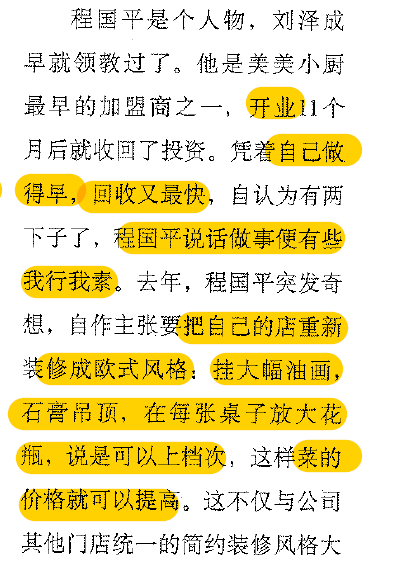 程国平是个人物，刘泽成
早就领教过了。他是美美小厨
最早的加盟商之一，开业11个
月后就收回了投资。凭着自己做
得早，回收又最快，自认为有两
下子了，程国平说话做事便有些
我行我素。去年，程国平突发奇
想，自作主张要把自己的店重新
装修成欧式风格：挂大幅油画，
石膏吊顶，在每张桌子放大花
瓶，说是可以上档次，这样菜的
价格就可以提高。这不仅与公司
其他门店统一的简约装修风格大